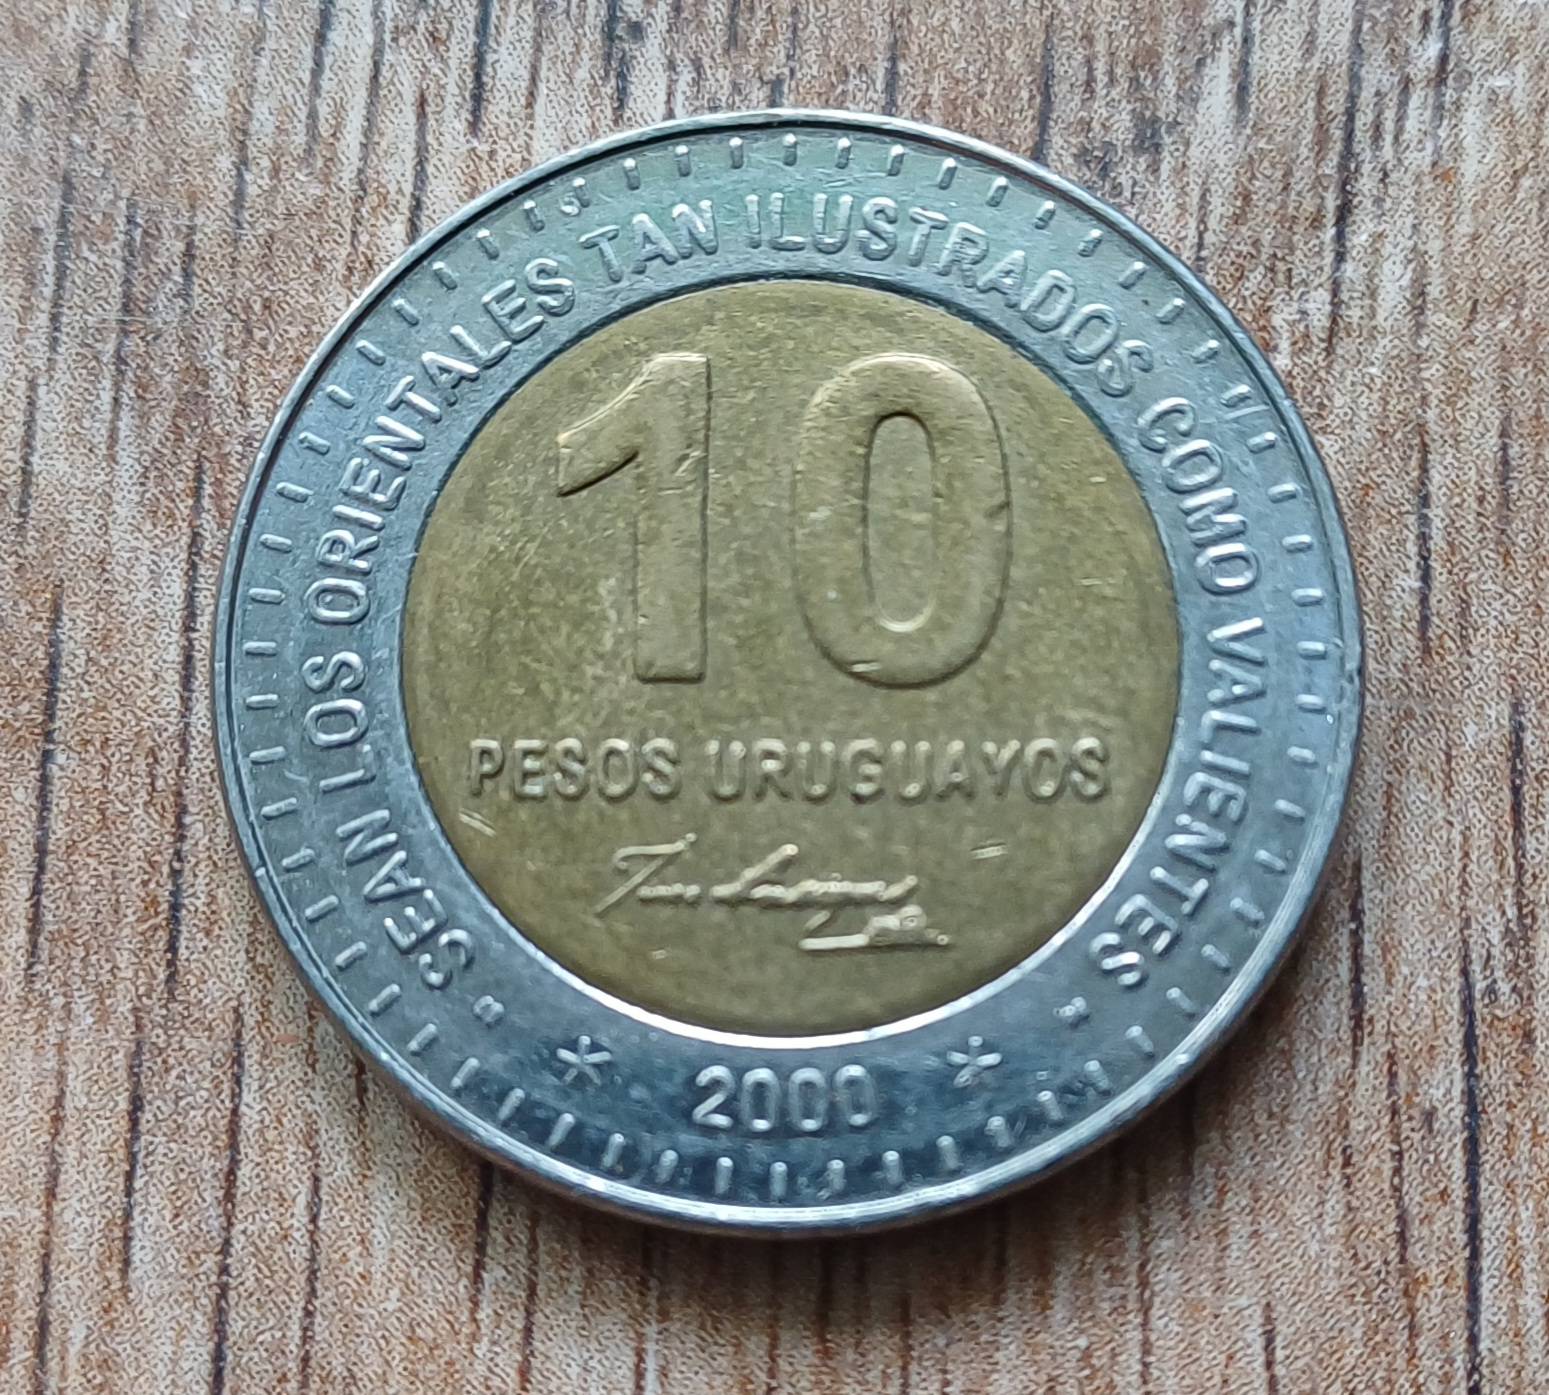 SEAN LOS ORIENTALES TAN ILUSTRADOS COMO VALIENTES
10
PESOS URUGUAYOS
2000